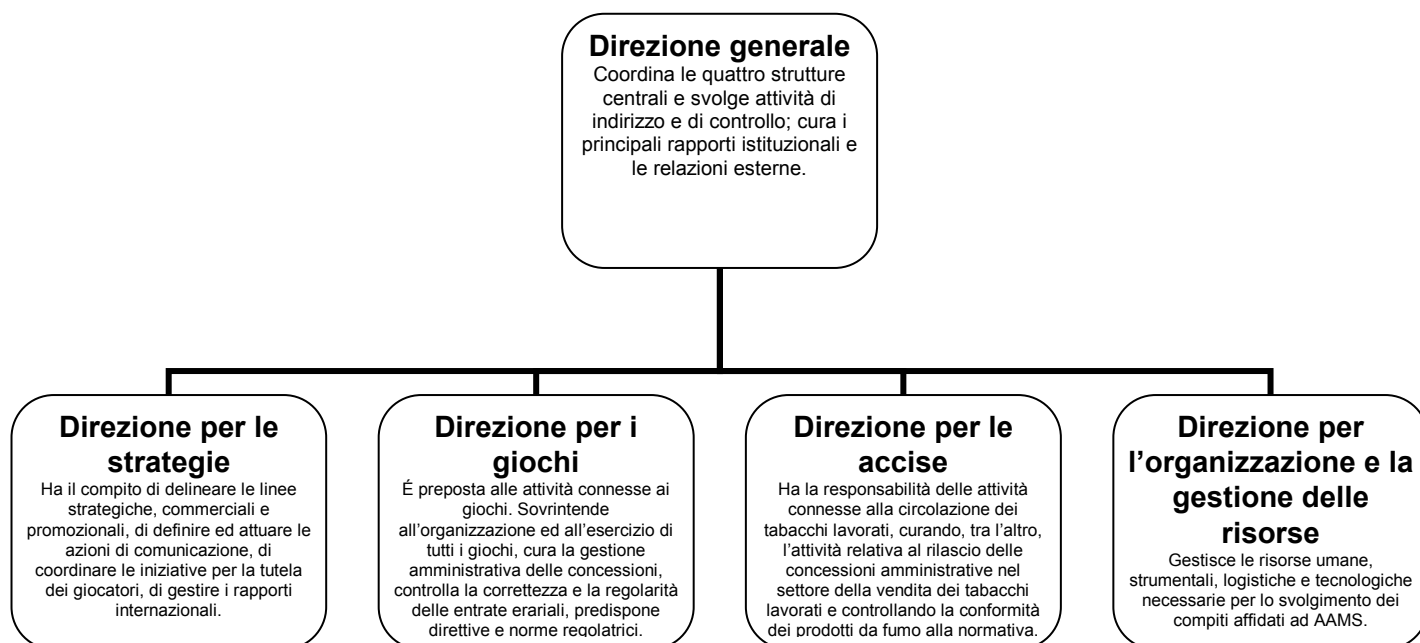 Direzione generale
Coordina le quattro strutture
centrali e svolge attività di
indirizzo e di controllo; cura i
principali rapporti istituzionali e
le relazioni esterne.
Direzione per le
strategie
Ha il compito di delineare le linee
strategiche, commerciali e
promozionali, di definire ed attuare le
azioni di comunicazione, di
coordinare le iniziative per la tutela
dei giocatori, di gestire i rapporti
internazionali.
Direzione per i
giochi
É preposta alle attività connesse ai
giochi. Sovrintende
all’organizzazione ed all’esercizio di
tutti i giochi, cura la gestione
amministrativa delle concessioni,
controlla la correttezza e la regolarità
delle entrate erariali, predispone
direttive e norme regolatrici.
Direzione per le
accise
Ha la responsabilità delle attività
connesse alla circolazione dei
tabacchi lavorati, curando, tra l’altro,
l’attività relativa al rilascio delle
concessioni amministrative nel
settore della vendita dei tabacchi
lavorati e controllando la conformità
dei prodotti da fumo alla normativa.
Direzione per
l’organizzazione e la
gestione delle
risorse
Gestisce le risorse umane,
strumentali, logistiche e tecnologiche
necessarie per lo svolgimento dei
compiti affidati ad AAMS.